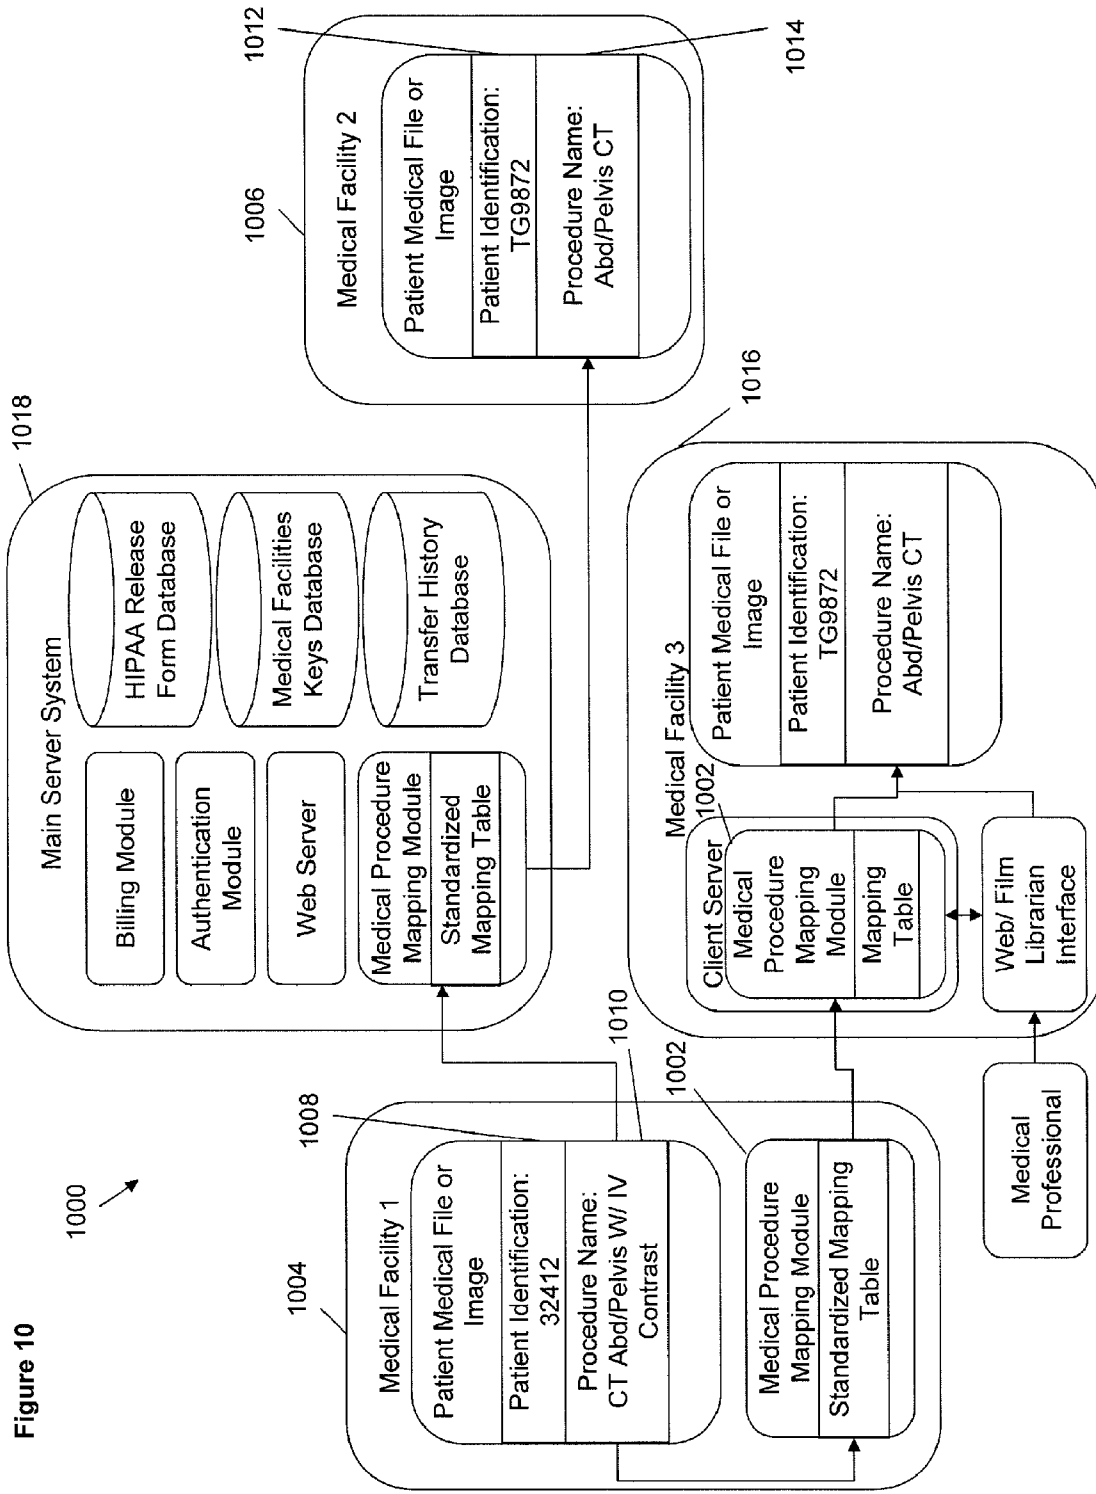 Figure 10
1000
1004
Medical Facility 1
Patient Medical File or
Image
1008
Patient Identification:
32412
Procedure Name:
CT Abd/Pelvis W/ IV
Contrast
1010
1002
Medical Procedure
Mapping Module
Standardized Mapping
Table
Main Server System
1018
Billing Module
Authentication
Module
Web Server
Medical Procedure
Mapping Module
Standardized
Mapping Table
HIPAA Release
Form Database
Medical Facilities
Keys Database
Transfer History
Database
1006
Medical Facility 2
Patient Medical File or
Image
1012
Patient Identification:
TG9872
Procedure Name:
Abd/Pelvis CT
1014
Medical Facility 3
1016
1002
Client Server
Medical
Procedure
Mapping
Module
Mapping
Table
Patient Medical File or
Image
Patient Identification:
TG9872
Procedure Name:
Abd/Pelvis CT
Web/ Film
Librarian
Interface
Medical
Professional